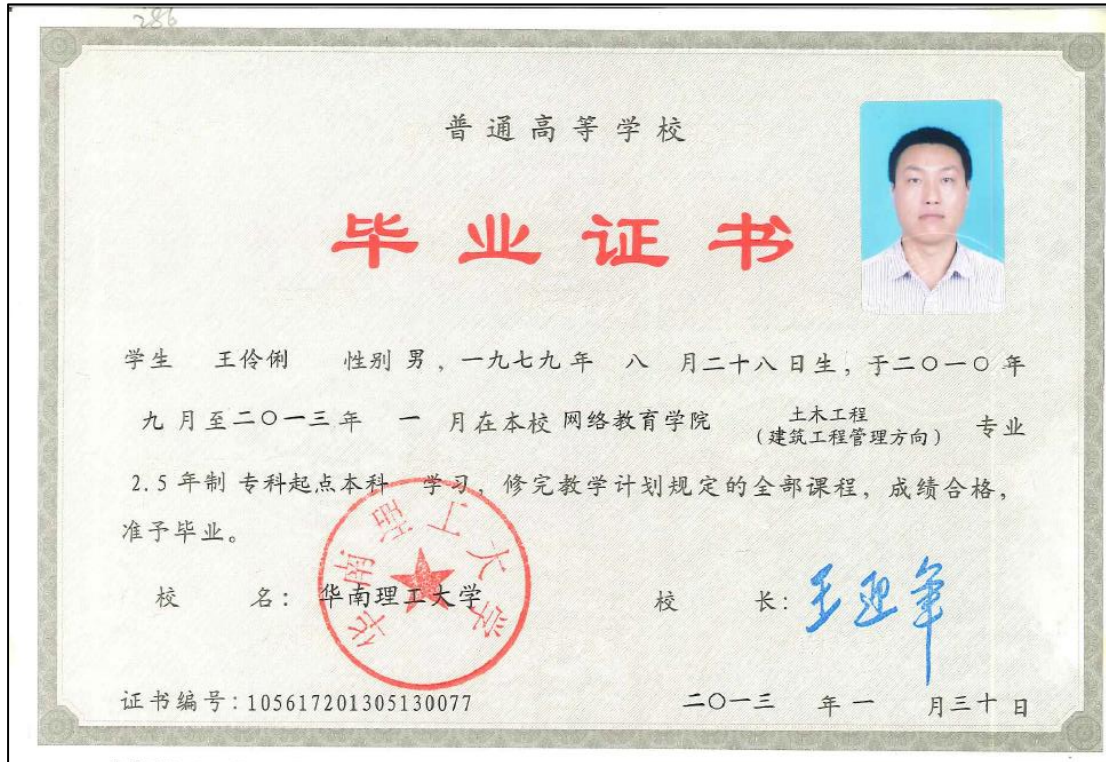 286
普通高等学校
毕业证书
学生 王伶俐 性别 男，一九七九 年 八 月二十八 日生，于二〇一〇 年
九 月至二〇一三 年 一 月在本校 网络教育学院 土木工程（建筑工程管理方向） 专业
2.5 年制 专科起点本科 学习，修完教学计划规定的全部课程，成绩合格，
准予毕业。
校 名：华南理工大学 校 长：王迎军
华南理工大学
证书编号：105617201305130077 二〇一三 年 一 月三十 日